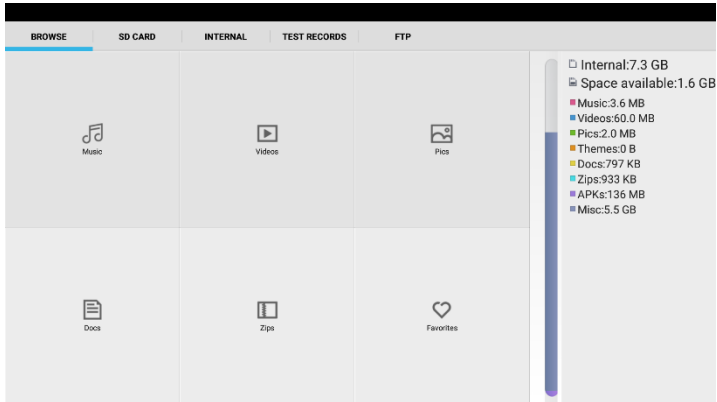 BROWSE SD CARD INTERNAL TEST RECORDS FTP
Music
Videos
Pics
Docs
Zips
Favorites
Internal:7.3 GB
Space available:1.6 GB
Music:3.6 MB
Videos:60.0 MB
Pics:2.0 MB
Themes:0 B
Docs:797 KB
Zips:933 KB
APKs:136 MB
Misc:5.5 GB